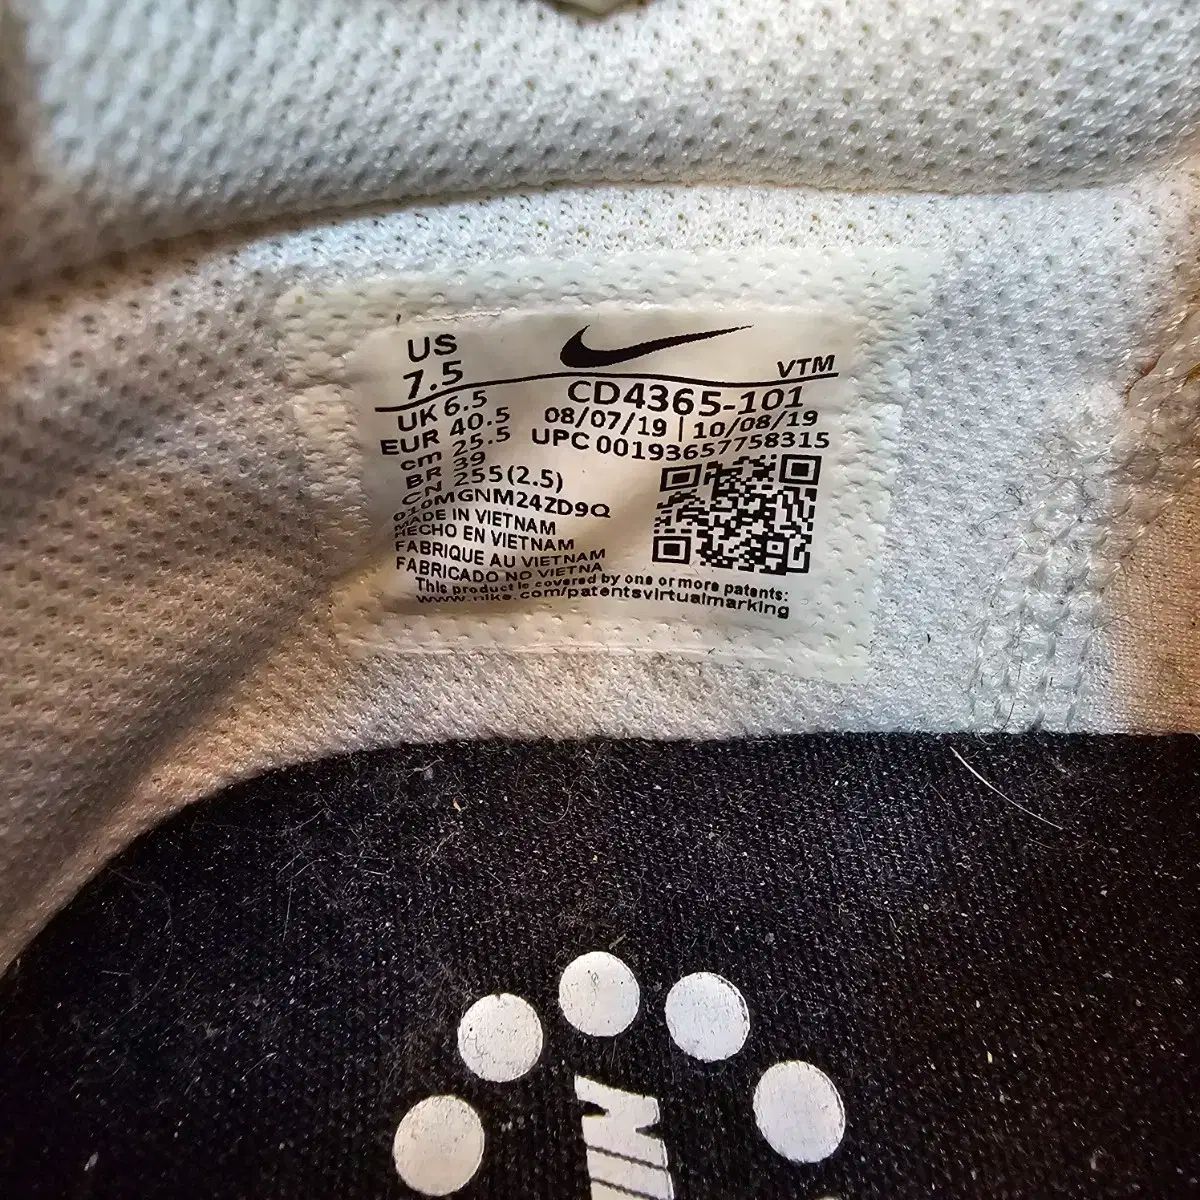 US
7.5
UK 6.5
EUR 40.5
cm 25.5
BR 39
CN 255(2.5)
VTM
CD4365-101
08/07/19 | 10/08/19
UPC 00193657758315
010MGNM24ZD9Q
MADE IN VIETNAM
HECHO EN VIETNAM
FABRIQUE AU VIETNAM
FABRICADO NO VIETNA
This product is covered by one or more patents:
www.nike.com/patentsvirtualmarking